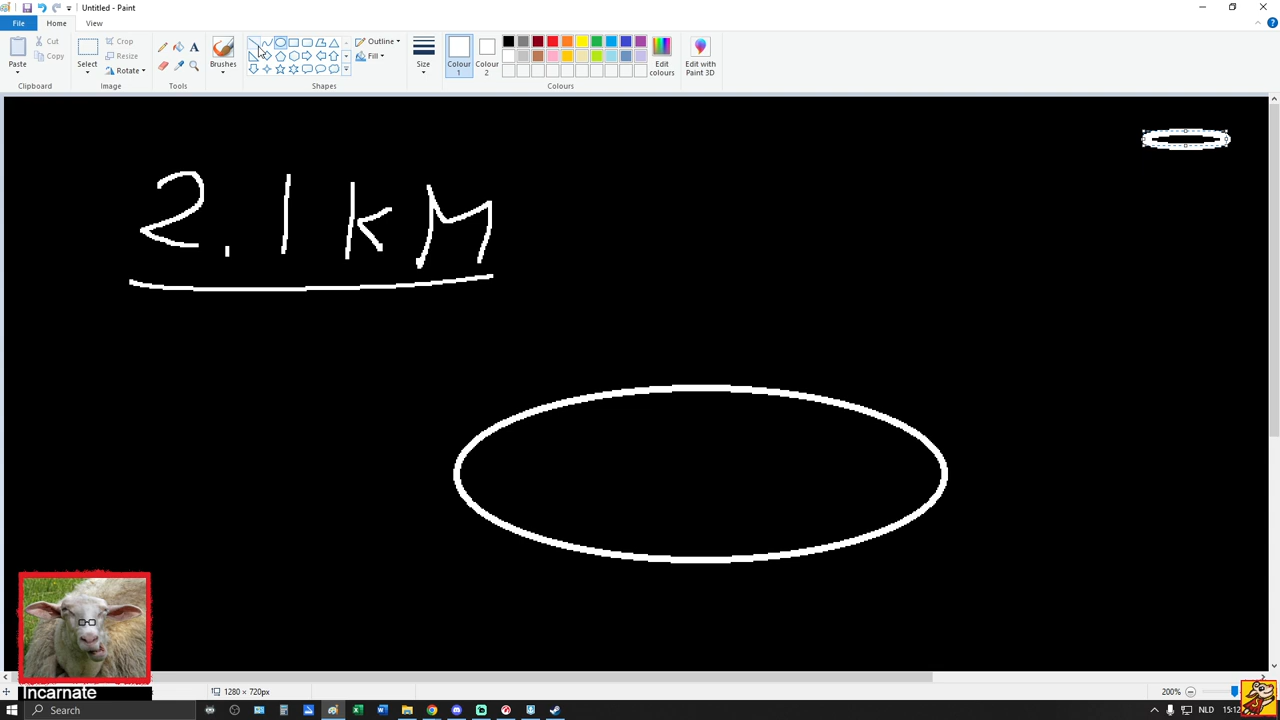 Untitled - Paint
File Home View
Paste
Cut
Copy
Clipboard
Select
Crop
Resize
Rotate
Image
Tools
Brushes
Outline
Fill
Shapes
Size
Colour 1
Colour 2
Edit colours
Edit with Paint 3D
Colours
2.1 kM
Incarnate
1280 × 720px
200%
Search
NLD
15:12